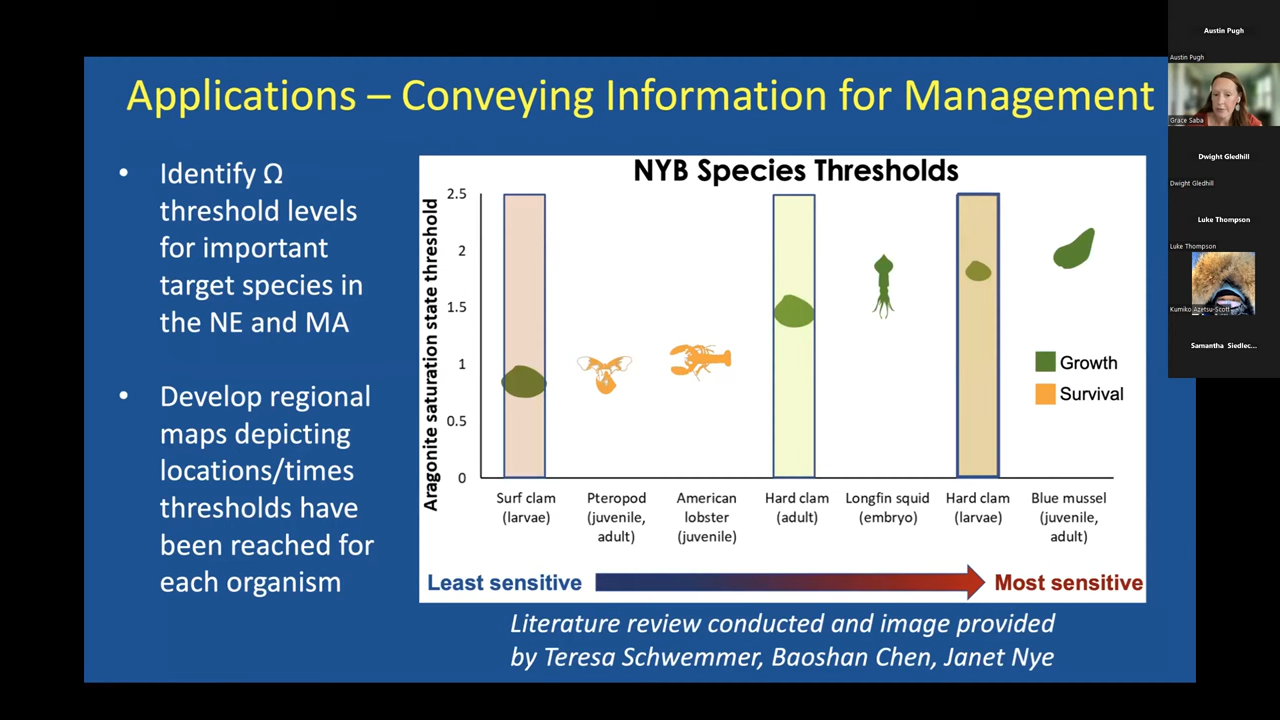 Applications – Conveying Information for Management
• Identify Ω
threshold levels
for important
target species in
the NE and MA
• Develop regional
maps depicting
locations/times
thresholds have
been reached for
each organism
NYB Species Thresholds
Aragonite saturation state threshold
2.5
2
1.5
1
0.5
0
Growth
Survival
Surf clam
(larvae)
Pteropod
(juvenile,
adult)
American
lobster
(juvenile)
Hard clam
(adult)
Longfin squid
(embryo)
Hard clam
(larvae)
Blue mussel
(juvenile,
adult)
Least sensitive
Most sensitive
Literature review conducted and image provided
by Teresa Schwemmer, Baoshan Chen, Janet Nye
Austin Pugh
Austin Pugh
Grace Saba
Dwight Gledhill
Dwight Gledhill
Luke Thompson
Luke Thompson
Kumiko Azetsu-Scott
Samantha Siedlec...